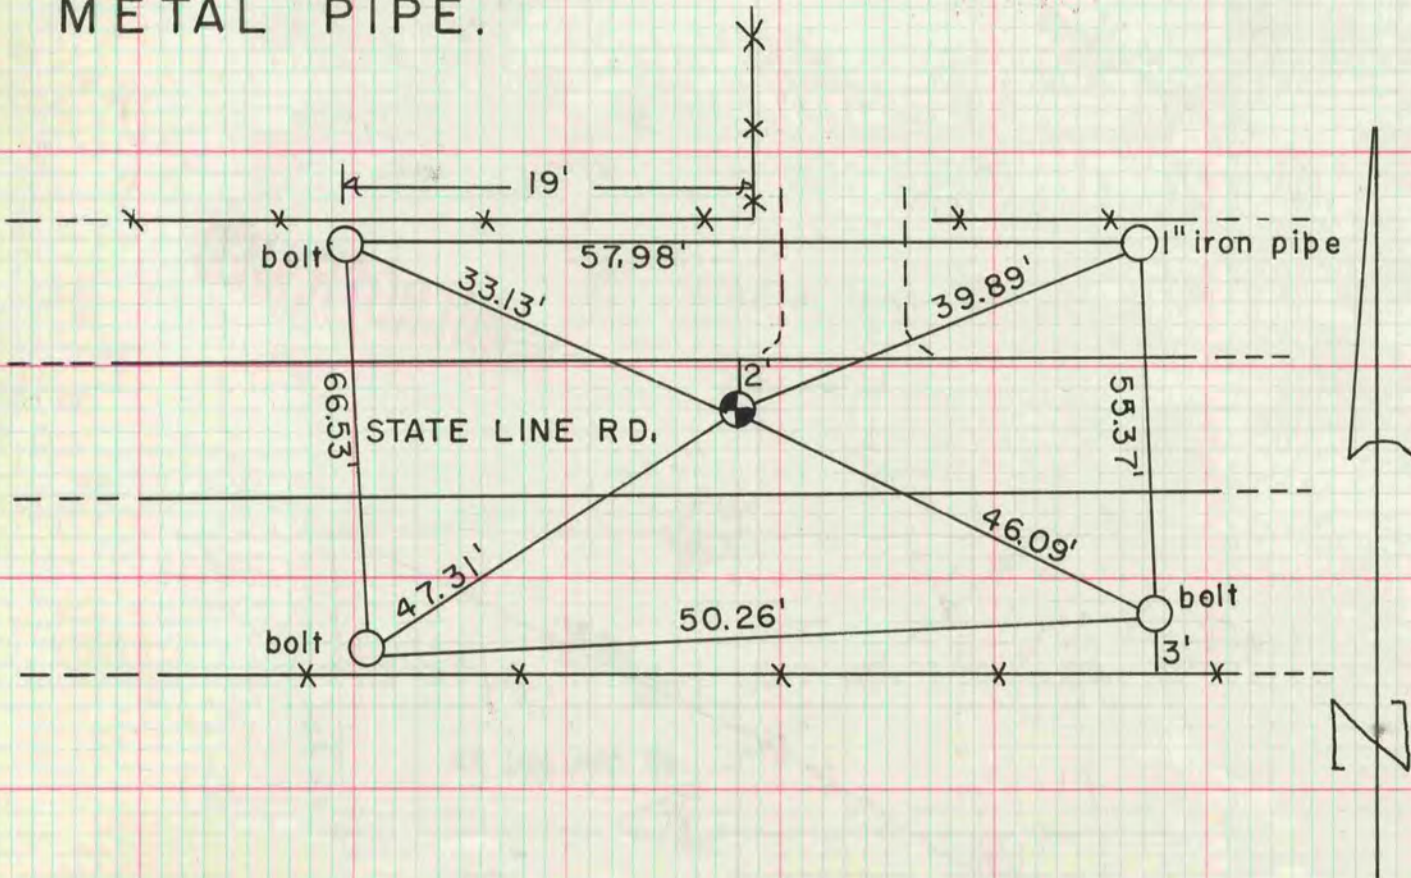 METAL PIPE.
19'
bolt
57.98'
1" iron pipe
33.13'
39.89'
2'
66.53'
STATE LINE RD.
55.37'
46.09'
47.31'
50.26'
bolt
bolt
3'
N